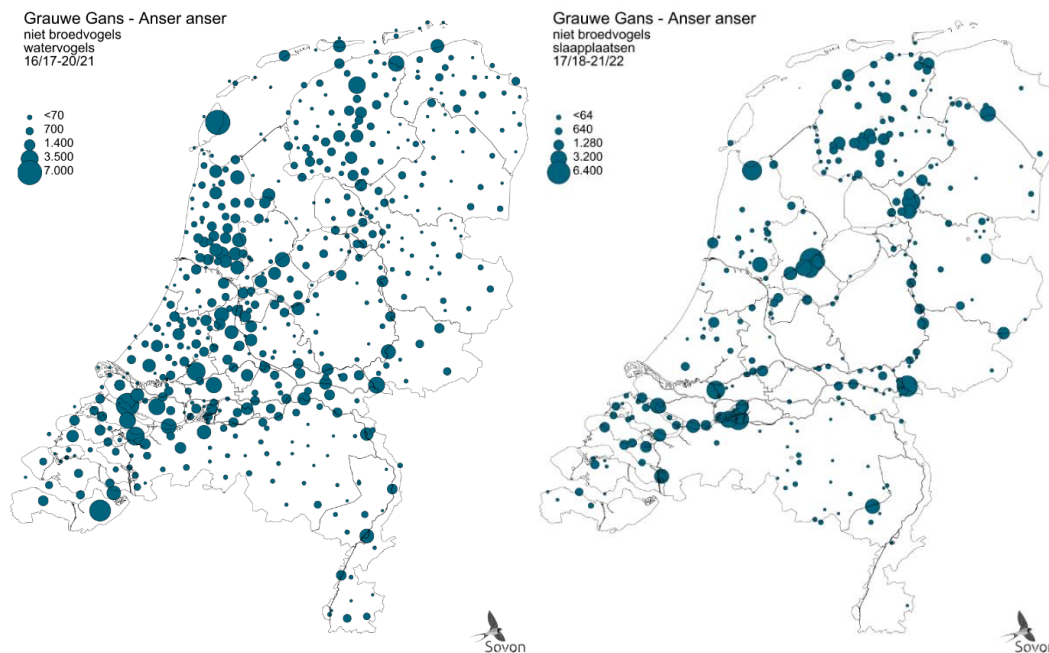 Grauwe Gans - Anser anser
niet broedvogels
watervogels
16/17-20/21
<70
700
1.400
3.500
7.000
Sovon
Grauwe Gans - Anser anser
niet broedvogels
slaapplaatsen
17/18-21/22
<64
640
1.280
3.200
6.400
Sovon